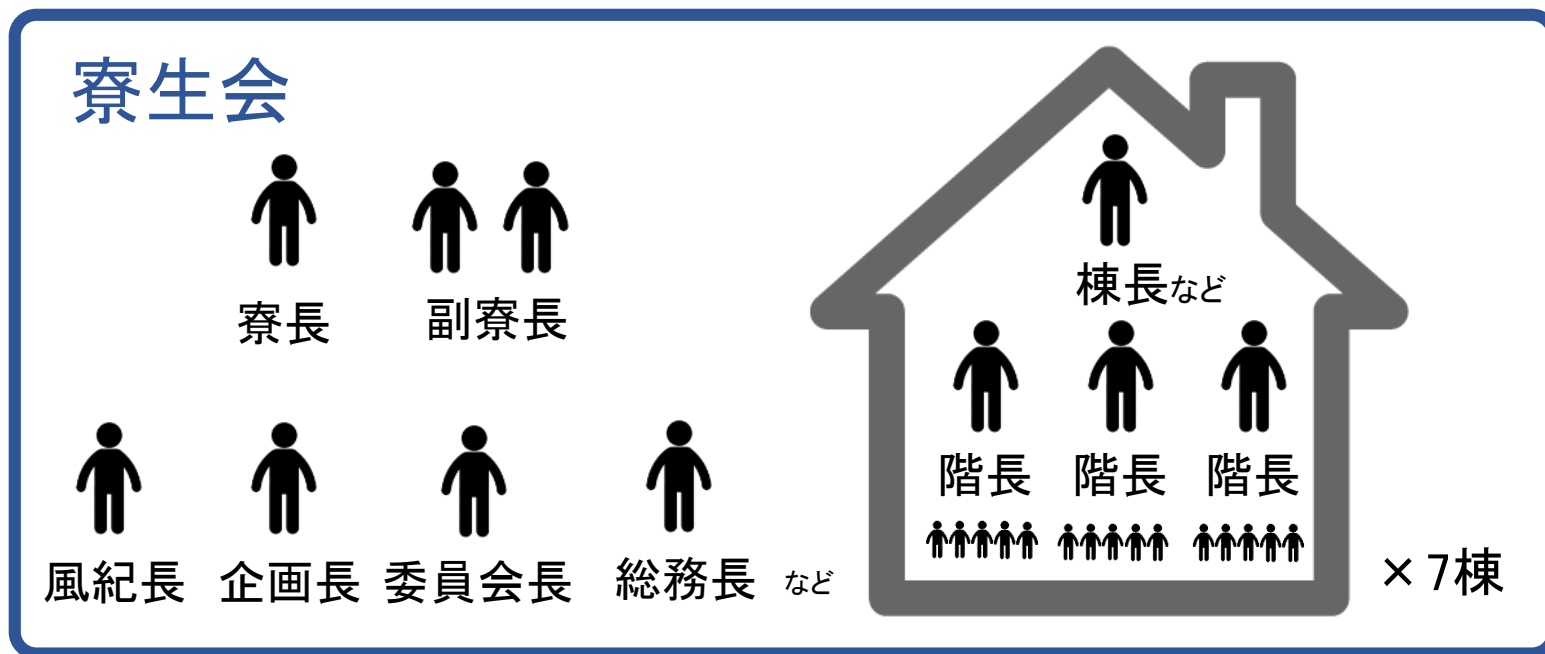 寮生会
寮長
副寮長
風紀長
企画長
委員会長
総務長 など
棟長など
階長 階長 階長
×7棟